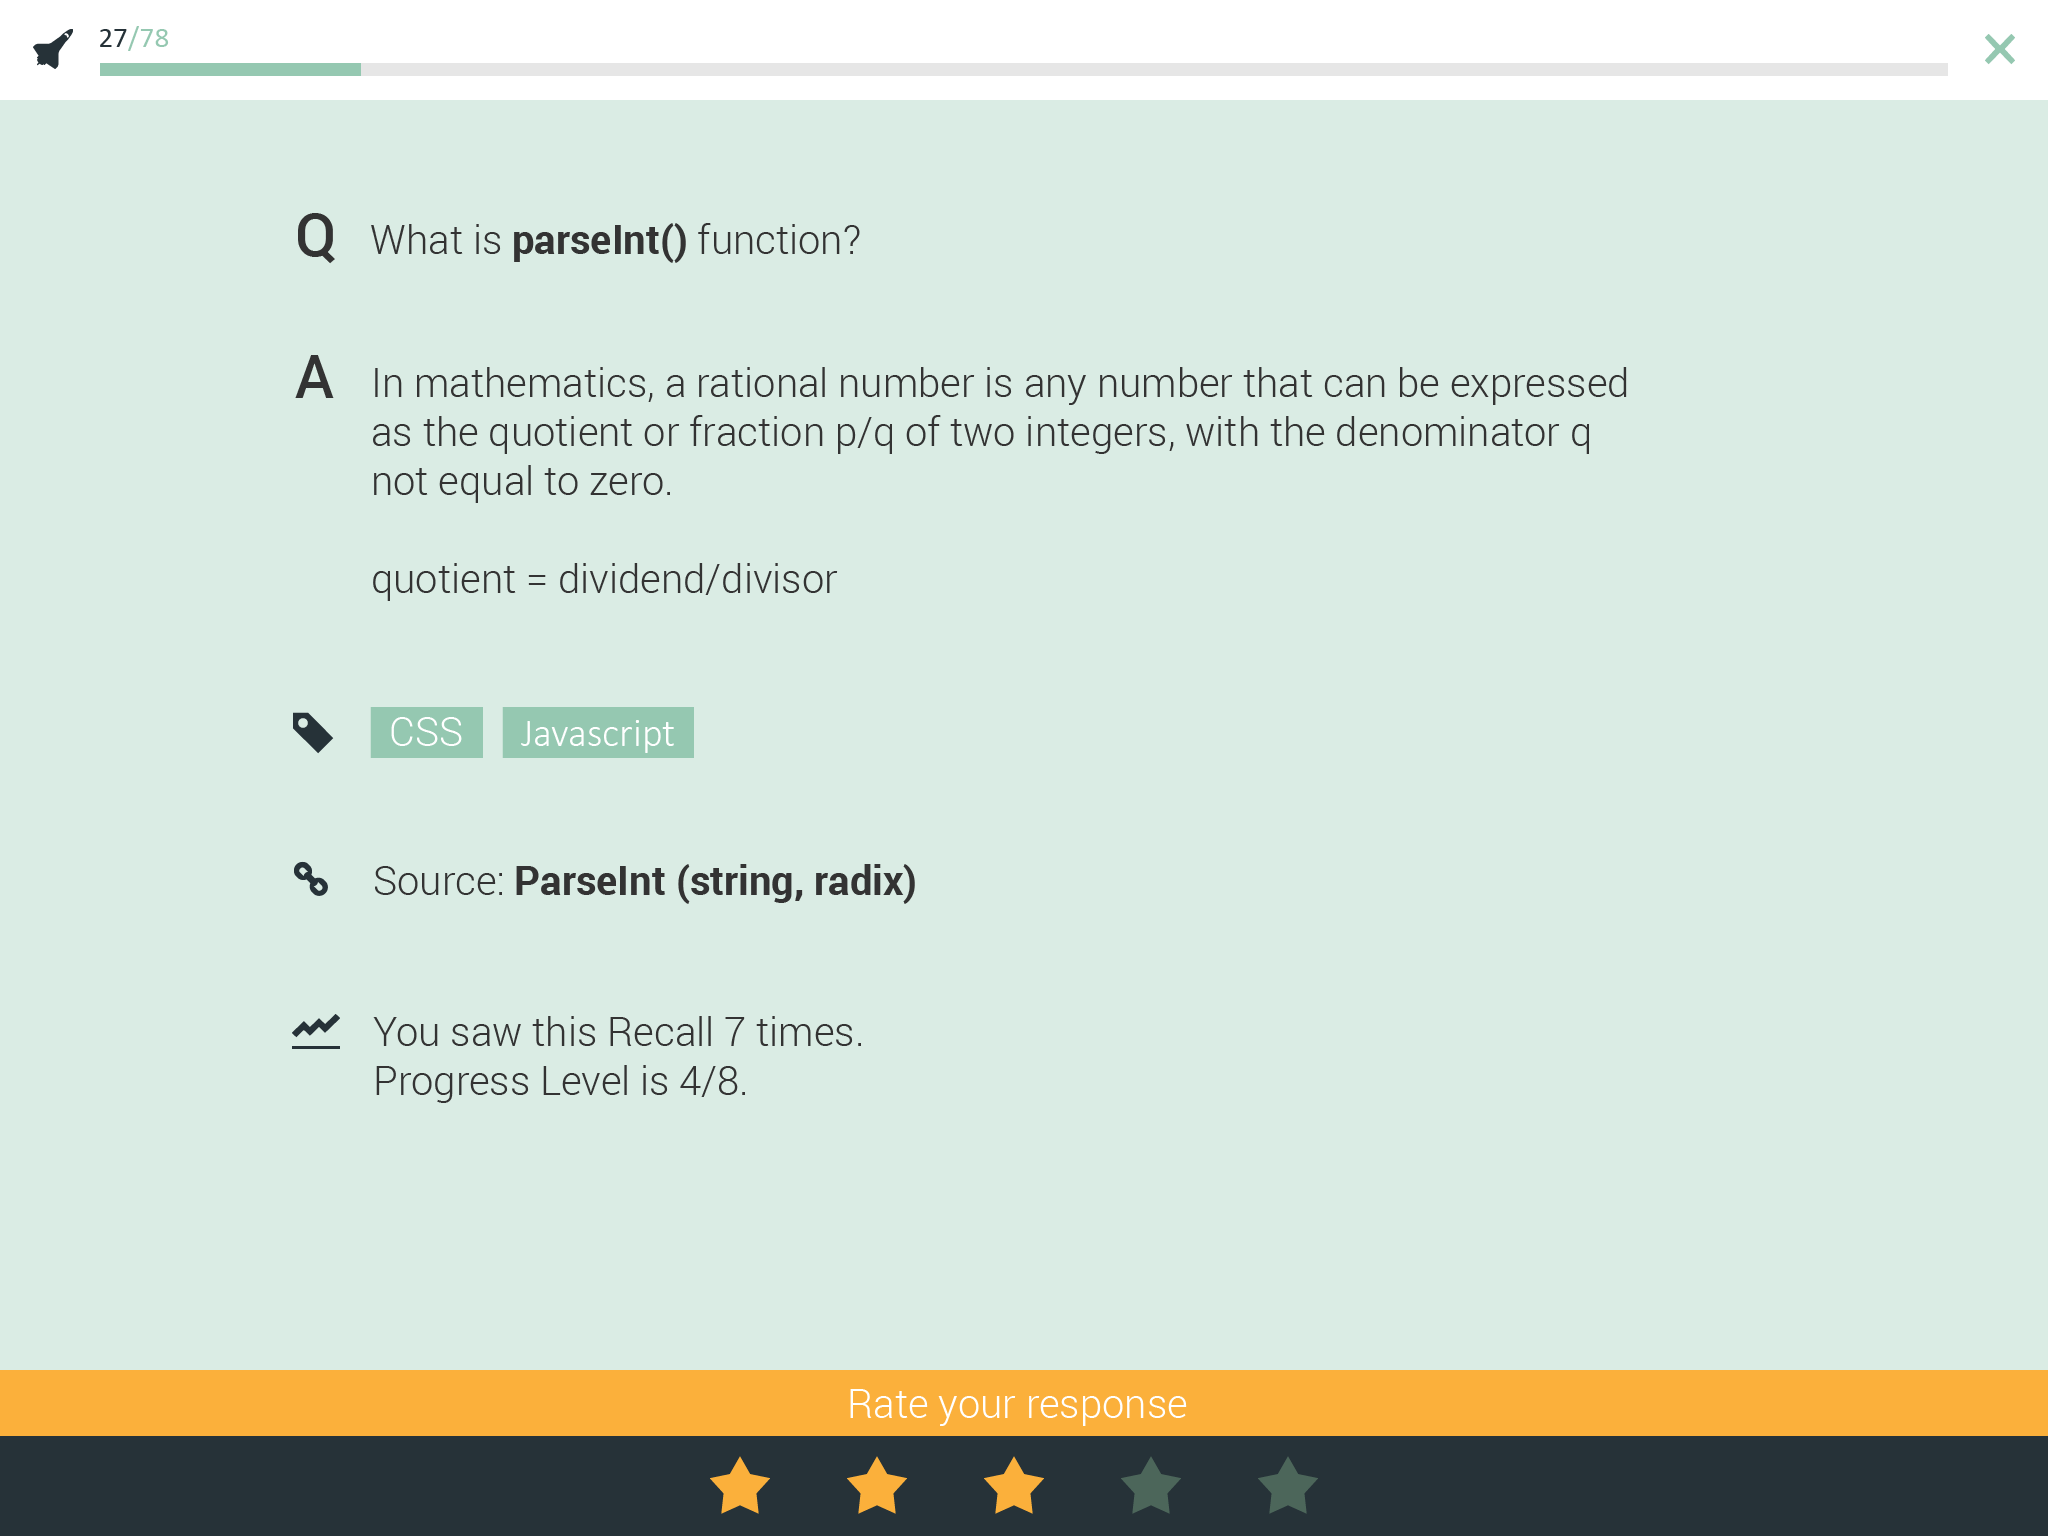 27/78
Q What is parseInt() function?
A In mathematics, a rational number is any number that can be expressed
as the quotient or fraction p/q of two integers, with the denominator q
not equal to zero.
quotient = dividend/divisor
CSS Javascript
Source: ParseInt (string, radix)
You saw this Recall 7 times.
Progress Level is 4/8.
Rate your response